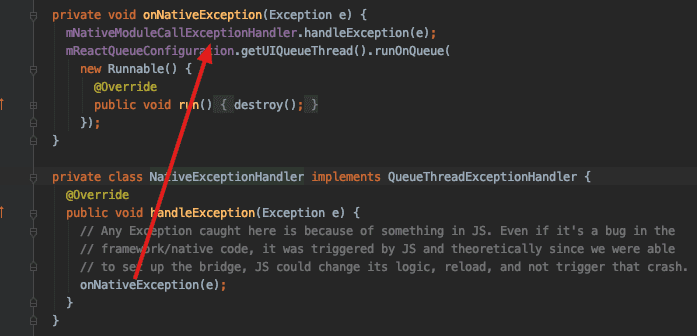 private void onNativeException(Exception e) {
mNativeModuleCallExceptionHandler.handleException(e);
mReactQueueConfiguration.getUIQueueThread().runOnQueue(
new Runnable() {
@Override
public void run() { destroy(); }
});
}
private class NativeExceptionHandler implements QueueThreadExceptionHandler {
@Override
public void handleException(Exception e) {
// Any Exception caught here is because of something in JS. Even if it's a bug in the
// framework/native code, it was triggered by JS and theoretically since we were able
// to set up the bridge, JS could change its logic, reload, and not trigger that crash.
onNativeException(e);
}
}